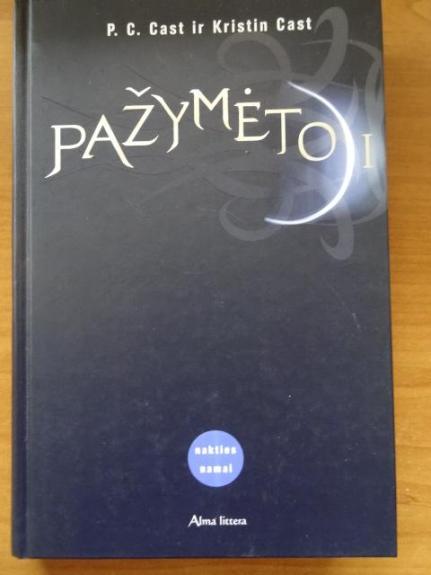 P. C. Cast ir Kristin Cast
PAŽYMĖTOJI
nakties
namai
Alma littera